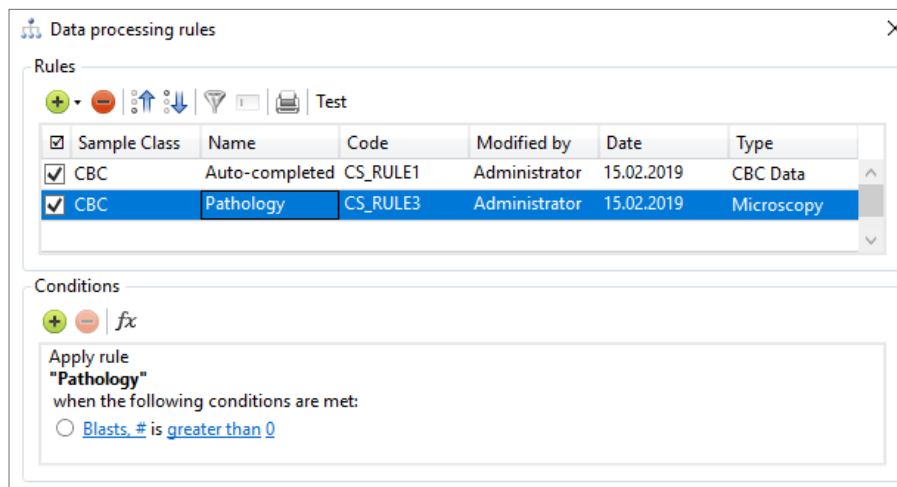 Data processing rules
Rules
Test
Sample Class Name Code Modified by Date Type
CBC Auto-completed CS_RULE1 Administrator 15.02.2019 CBC Data
CBC Pathology CS_RULE3 Administrator 15.02.2019 Microscopy
Conditions
fx
Apply rule
"Pathology"
when the following conditions are met:
Blasts, # is greater than 0